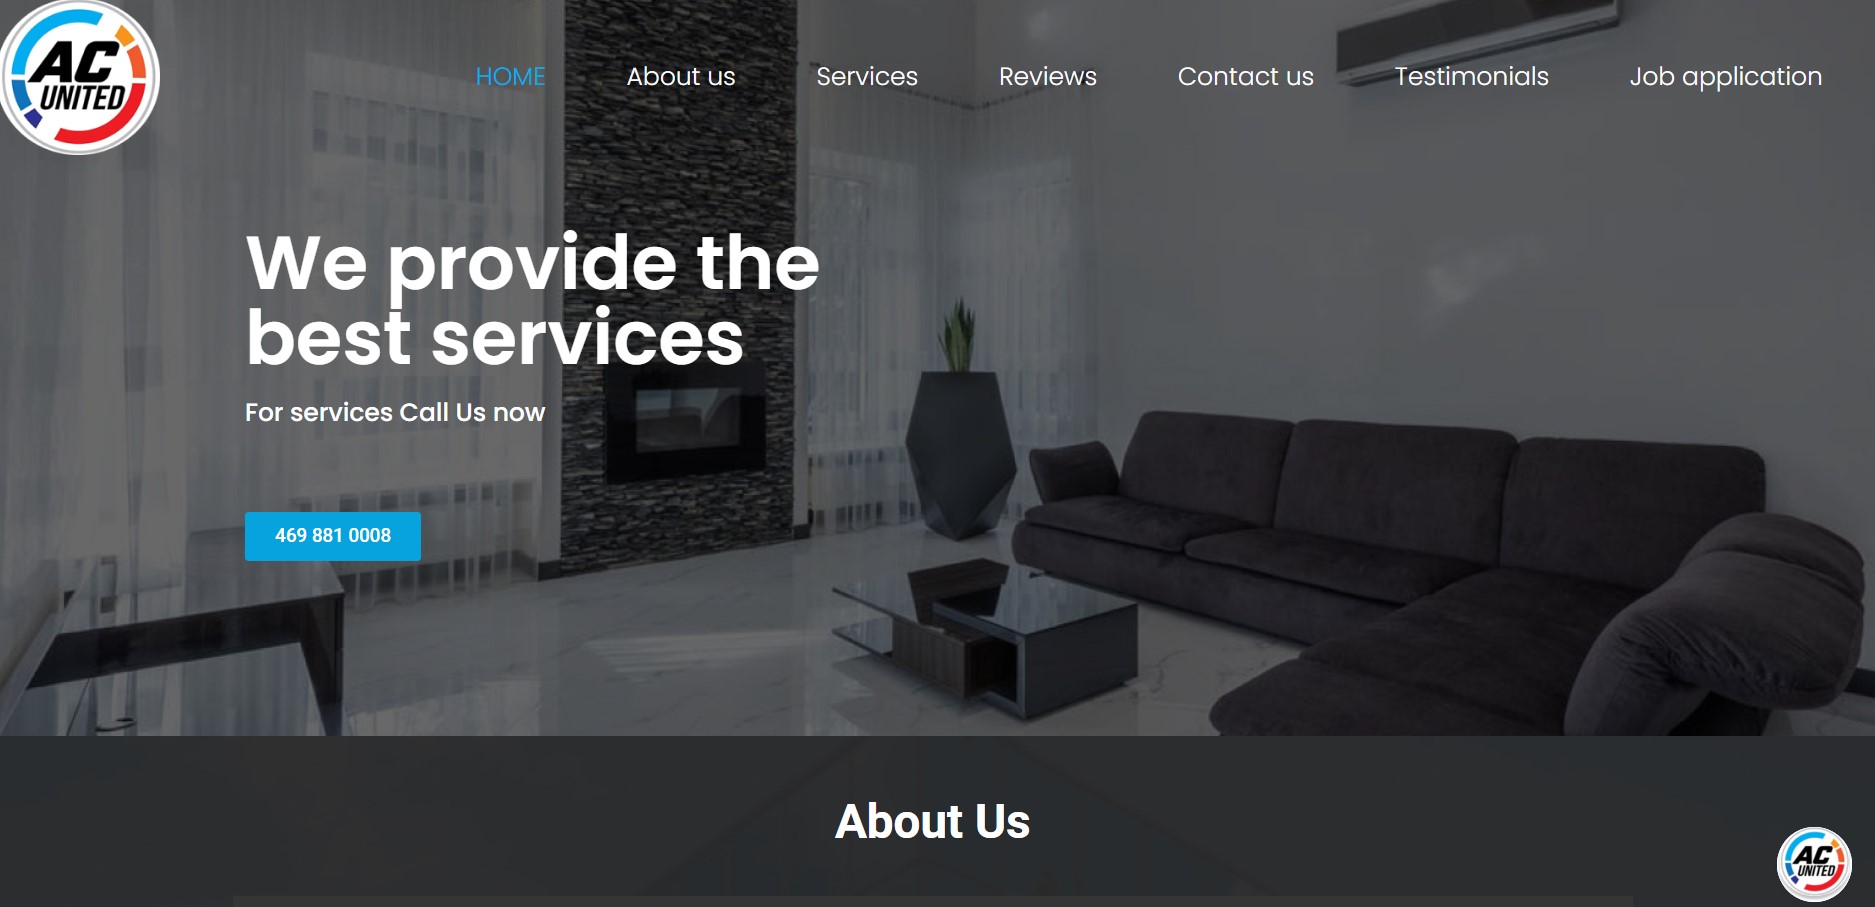 AC
UNITED
HOME About us Services Reviews Contact us Testimonials Job application
We provide the
best services
For services Call Us now
469 881 0008
About Us
AC
UNITED